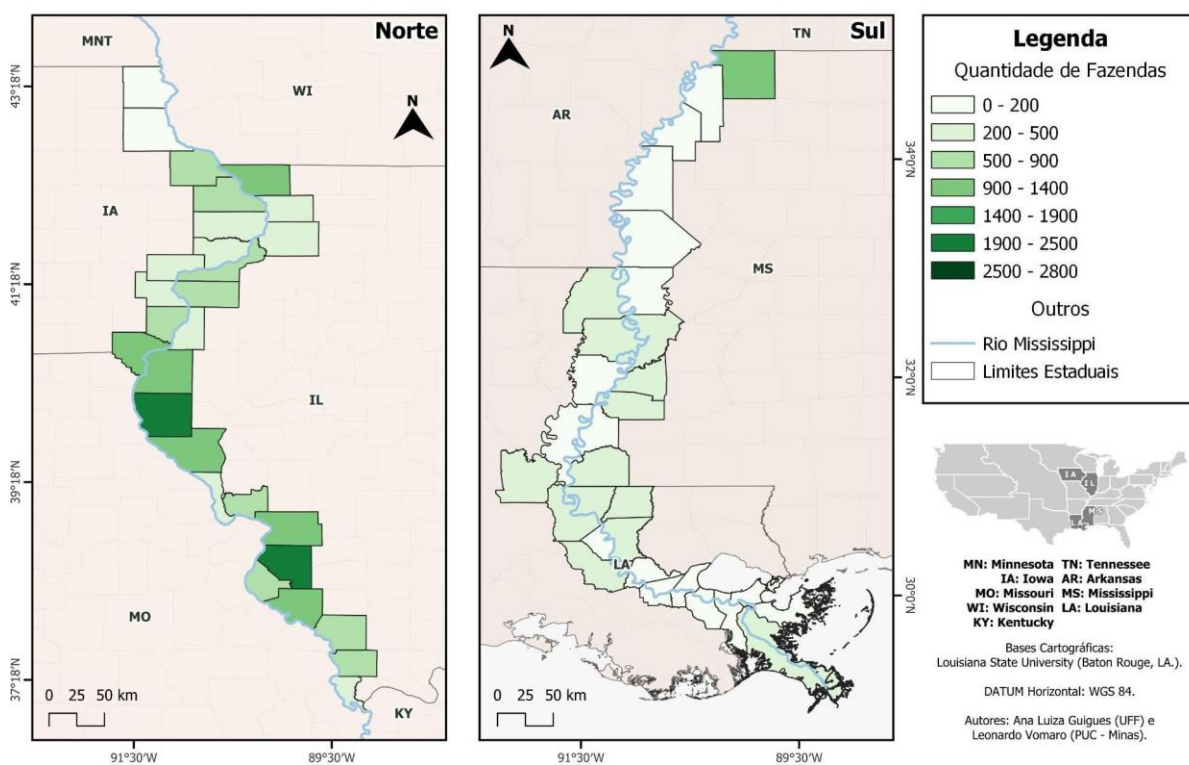 Norte
MNT
WI
N
IA
IL
MO
KY
43°18'N
41°18'N
39°18'N
37°18'N
0 25 50 km
91°30'W
89°30'W
Sul
N
TN
AR
MS
LA
34°0'N
32°0'N
30°0'N
0 25 50 km
91°30'W
89°30'W
Legenda
Quantidade de Fazendas
0 - 200
200 - 500
500 - 900
900 - 1400
1400 - 1900
1900 - 2500
2500 - 2800
Outros
Rio Mississippi
Limites Estaduais
IA
IL
MS
LA
MN: Minnesota TN: Tennessee
IA: Iowa AR: Arkansas
MO: Missouri MS: Mississippi
WI: Wisconsin LA: Louisiana
KY: Kentucky
Bases Cartográficas:
Louisiana State University (Baton Rouge, LA.).
DATUM Horizontal: WGS 84.
Autores: Ana Luiza Guigues (UFF) e
Leonardo Vomaro (PUC - Minas).